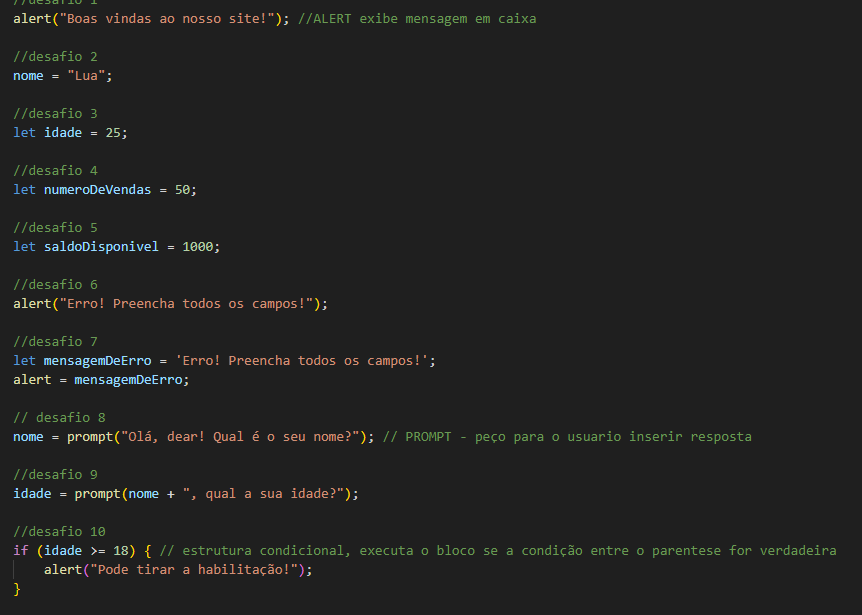 //desafio 1
alert("Boas vindas ao nosso site!"); //ALERT exibe mensagem em caixa
//desafio 2
nome = "Lua";
//desafio 3
let idade = 25;
//desafio 4
let numeroDeVendas = 50;
//desafio 5
let saldoDisponivel = 1000;
//desafio 6
alert("Erro! Preencha todos os campos!");
//desafio 7
let mensagemDeErro = 'Erro! Preencha todos os campos!';
alert = mensagemDeErro;
// desafio 8
nome = prompt("Olá, dear! Qual é o seu nome?"); // PROMPT - peço para o usuario inserir resposta
//desafio 9
idade = prompt(nome + ", qual a sua idade?");
//desafio 10
if (idade >= 18) { // estrutura condicional, executa o bloco se a condição entre o parentese for verdadeira
    alert("Pode tirar a habilitação!");
}